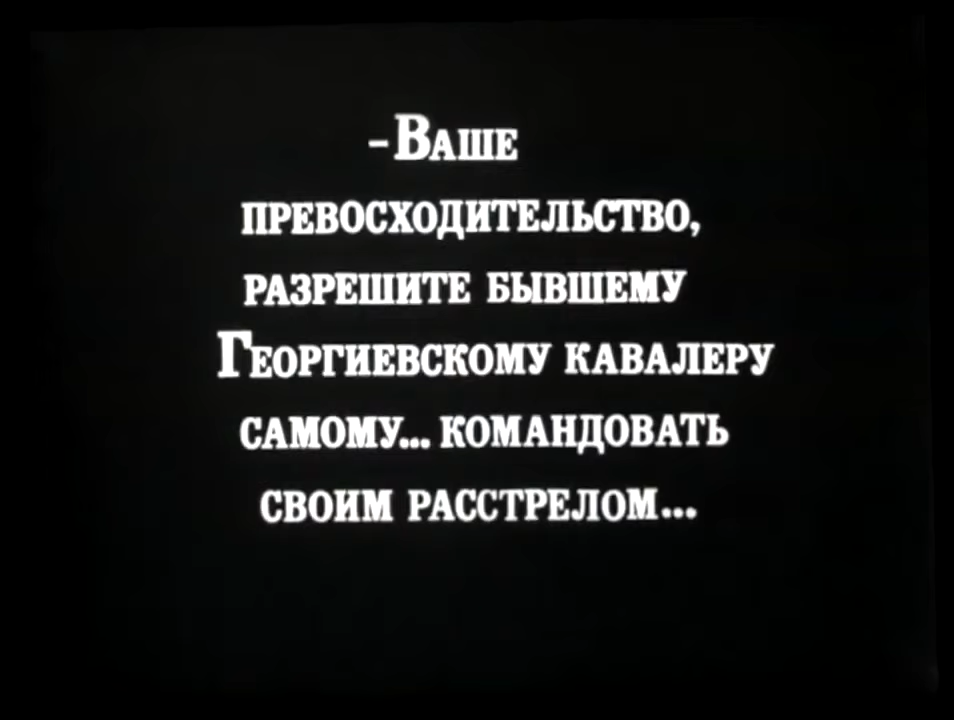 -Ваше
превосходительство,
разрешите бывшему
Георгиевскому кавалеру
самому... командовать
своим расстрелом...